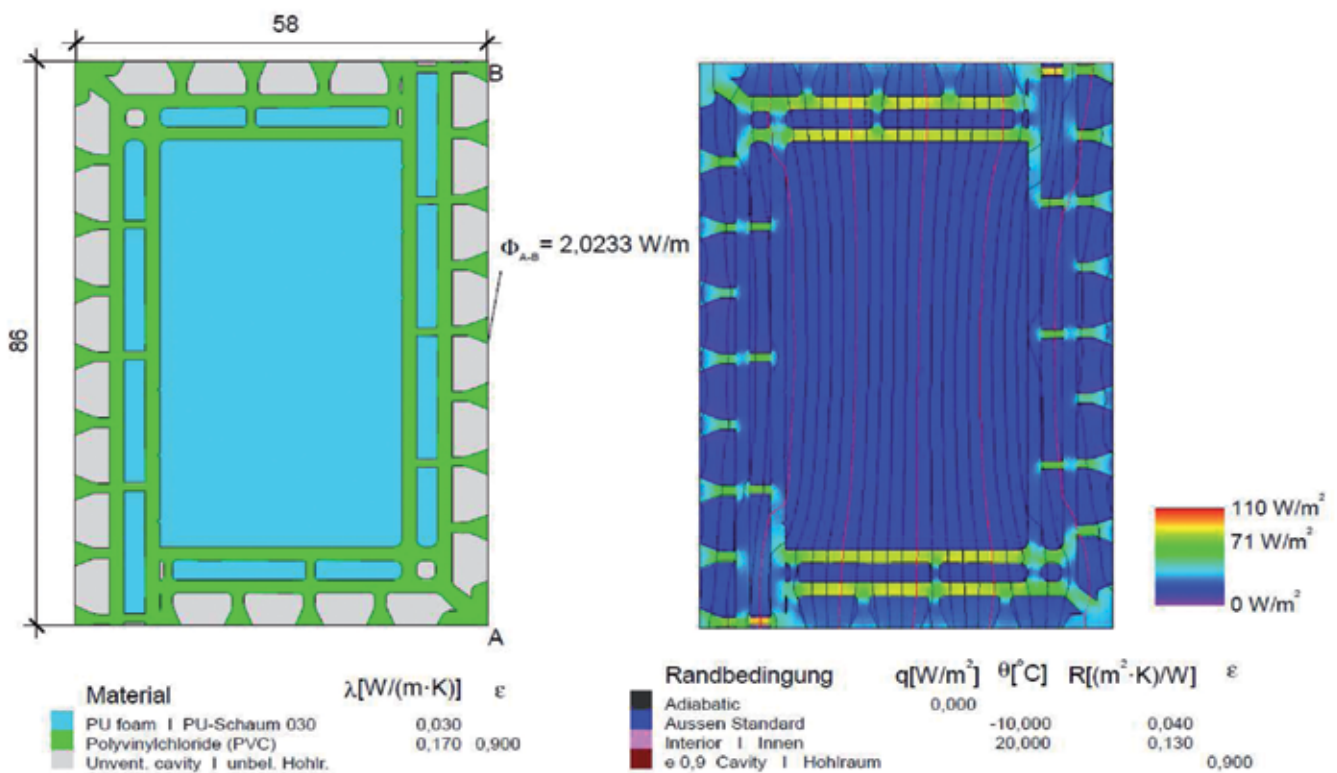 58
B
86
ΦA-B= 2,0233 W/m
A
110 W/m²
71 W/m²
0 W/m²
Material λ[W/(m·K)] ε
PU foam I PU-Schaum 030 0,030
Polyvinylchloride (PVC) 0,170 0,900
Unvent. cavity I unbel. Hohlr.
Randbedingung q[W/m²] θ[°C] R[(m²·K)/W] ε
Adiabatic 0,000
Aussen Standard -10,000 0,040
Interior I Innen 20,000 0,130
e 0,9 Cavity I Hohlraum 0,900